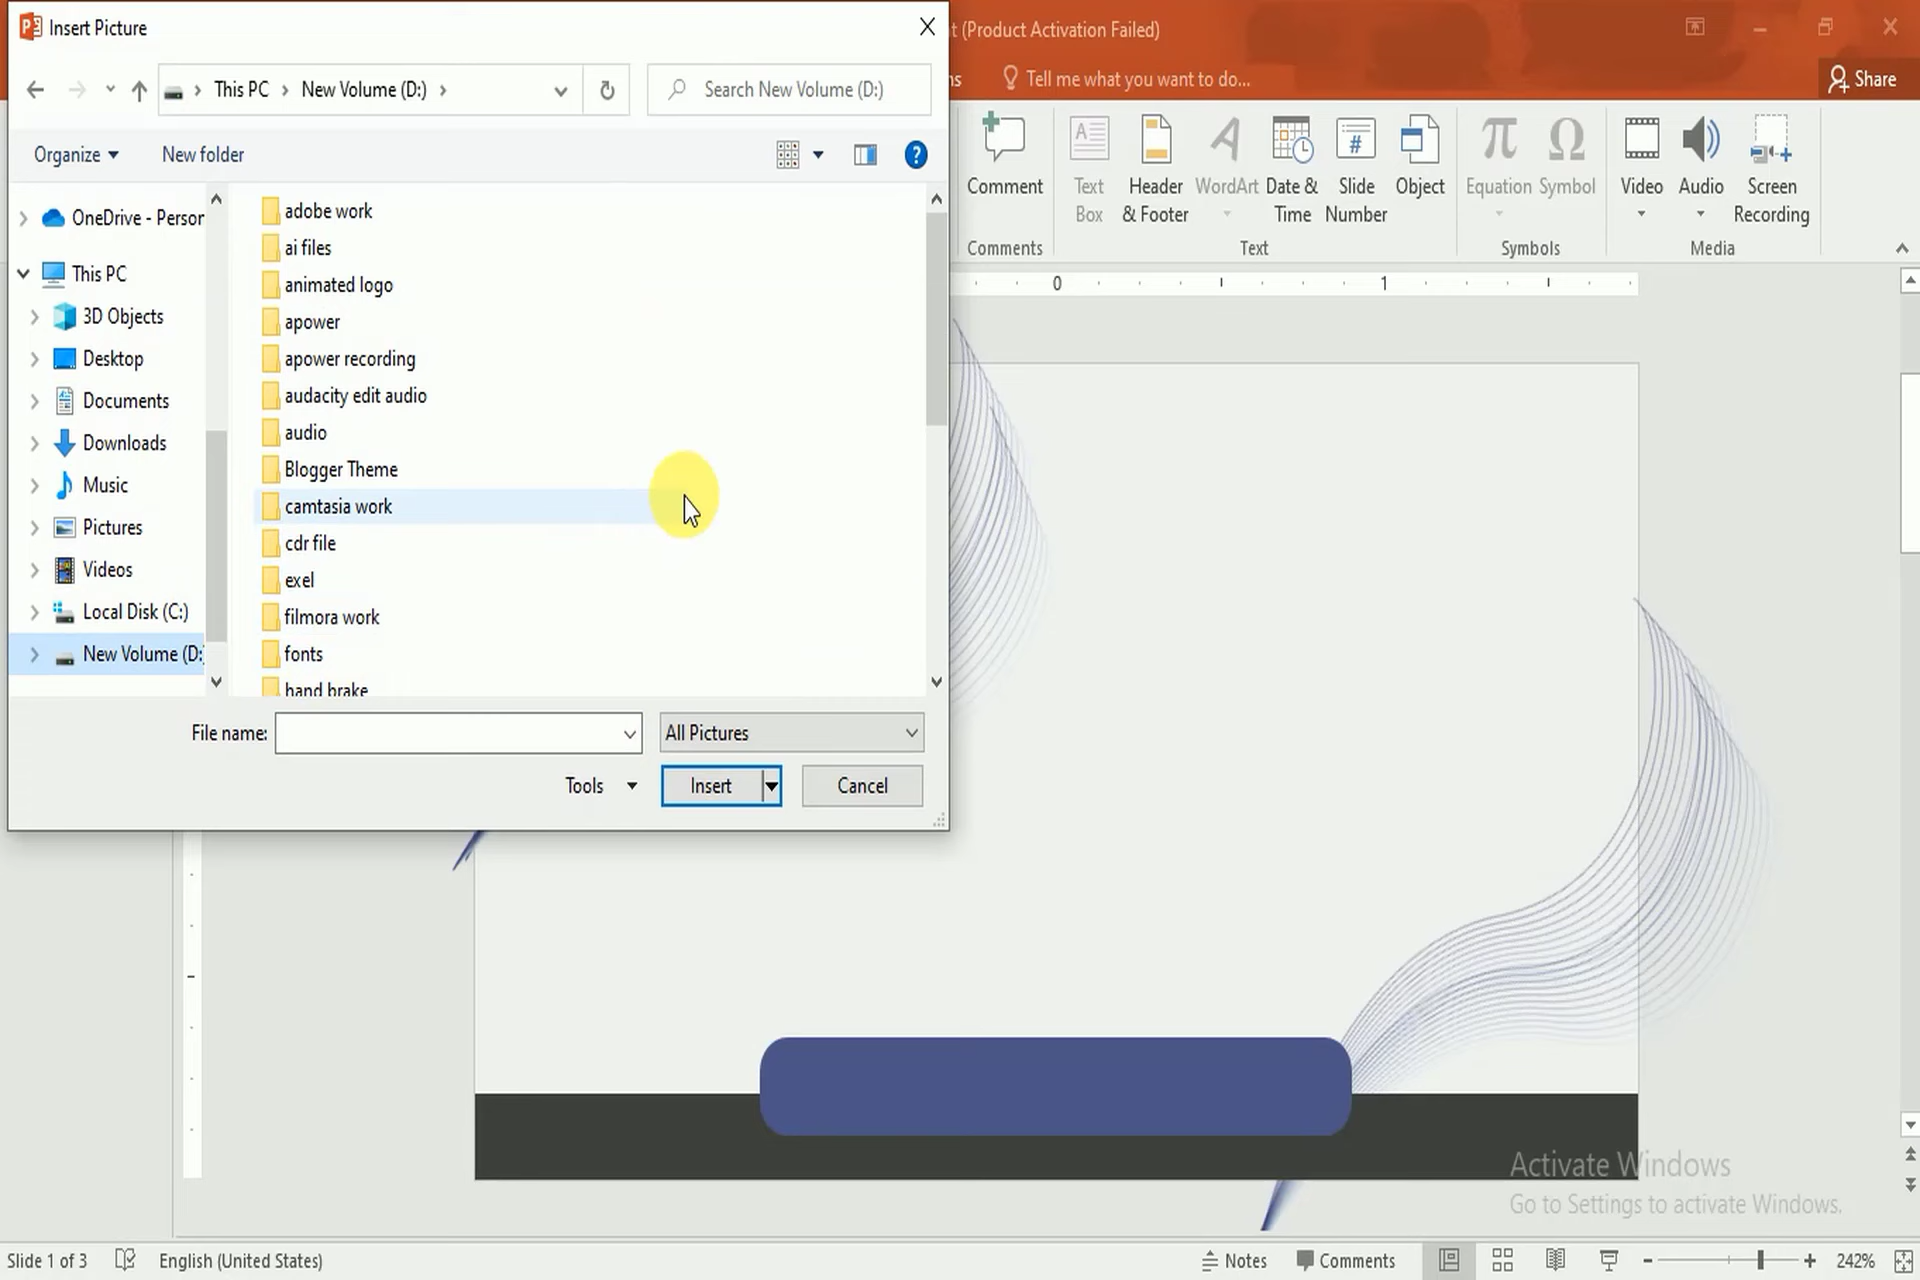 Insert Picture
t (Product Activation Failed)
This PC
New Volume (D:)
Search New Volume (D:)
ns
Tell me what you want to do...
Share
Organize
New folder
OneDrive - Person
This PC
3D Objects
Desktop
Documents
Downloads
Music
Pictures
Videos
Local Disk (C:)
New Volume (D:
adobe work
ai files
animated logo
apower
apower recording
audacity edit audio
audio
Blogger Theme
camtasia work
cdr file
exel
filmora work
fonts
hand brake
File name:
All Pictures
Tools
Insert
Cancel
Comment
Comments
Text
Box
Header
& Footer
WordArt
Date &
Time
Slide
Number
Object
Text
Equation
Symbol
Symbols
Video
Audio
Screen
Recording
Media
0
1
Activate Windows
Go to Settings to activate Windows.
Slide 1 of 3
English (United States)
Notes
Comments
242%